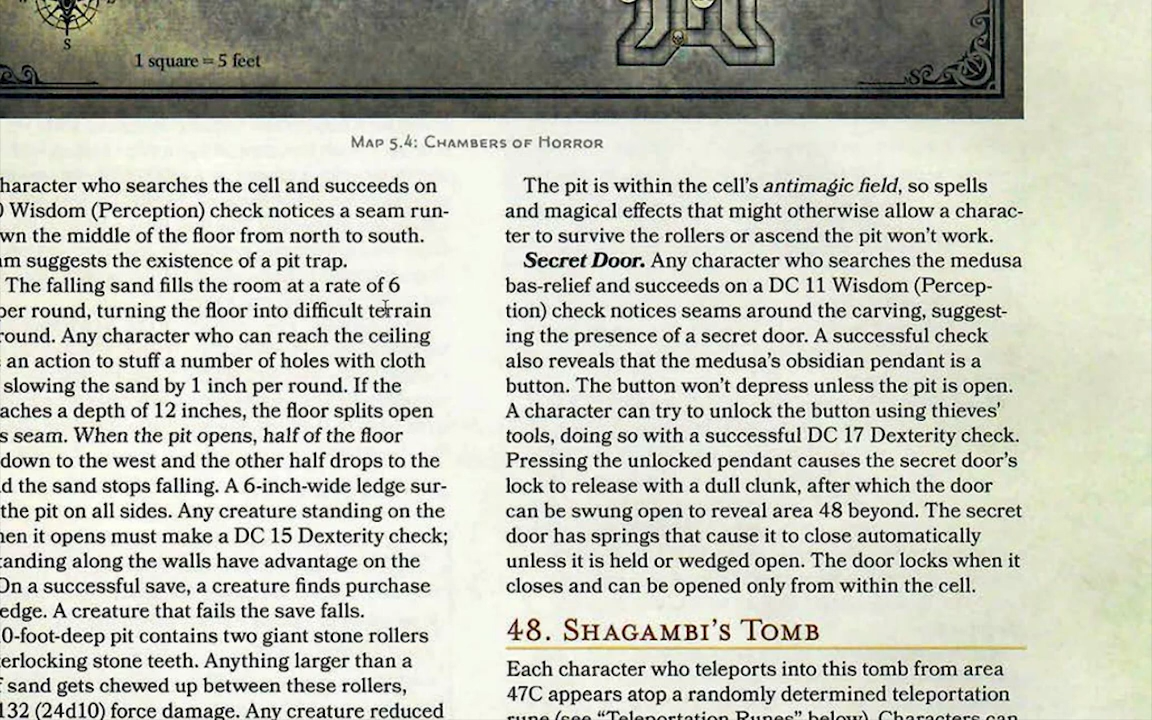 S
1 square = 5 feet
Map 5.4: Chambers of Horror
haracter who searches the cell and succeeds on
0 Wisdom (Perception) check notices a seam run-
wn the middle of the floor from north to south.
am suggests the existence of a pit trap.
The falling sand fills the room at a rate of 6
per round, turning the floor into difficult terrain
round. Any character who can reach the ceiling
an action to stuff a number of holes with cloth
slowing the sand by 1 inch per round. If the
aches a depth of 12 inches, the floor splits open
s seam. When the pit opens, half of the floor
down to the west and the other half drops to the
d the sand stops falling. A 6-inch-wide ledge sur-
the pit on all sides. Any creature standing on the
hen it opens must make a DC 15 Dexterity check;
tanding along the walls have advantage on the
On a successful save, a creature finds purchase
edge. A creature that fails the save falls.
0-foot-deep pit contains two giant stone rollers
terlocking stone teeth. Anything larger than a
f sand gets chewed up between these rollers,
132 (24d10) force damage. Any creature reduced
The pit is within the cell's antimagic field, so spells
and magical effects that might otherwise allow a charac-
ter to survive the rollers or ascend the pit won't work.
Secret Door. Any character who searches the medusa
bas-relief and succeeds on a DC 11 Wisdom (Percep-
tion) check notices seams around the carving, suggest-
ing the presence of a secret door. A successful check
also reveals that the medusa's obsidian pendant is a
button. The button won't depress unless the pit is open.
A character can try to unlock the button using thieves'
tools, doing so with a successful DC 17 Dexterity check.
Pressing the unlocked pendant causes the secret door's
lock to release with a dull clunk, after which the door
can be swung open to reveal area 48 beyond. The secret
door has springs that cause it to close automatically
unless it is held or wedged open. The door locks when it
closes and can be opened only from within the cell.
48. Shagambi's Tomb
Each character who teleports into this tomb from area
47C appears atop a randomly determined teleportation
rune (see "Teleportation Runes" below). Characters can